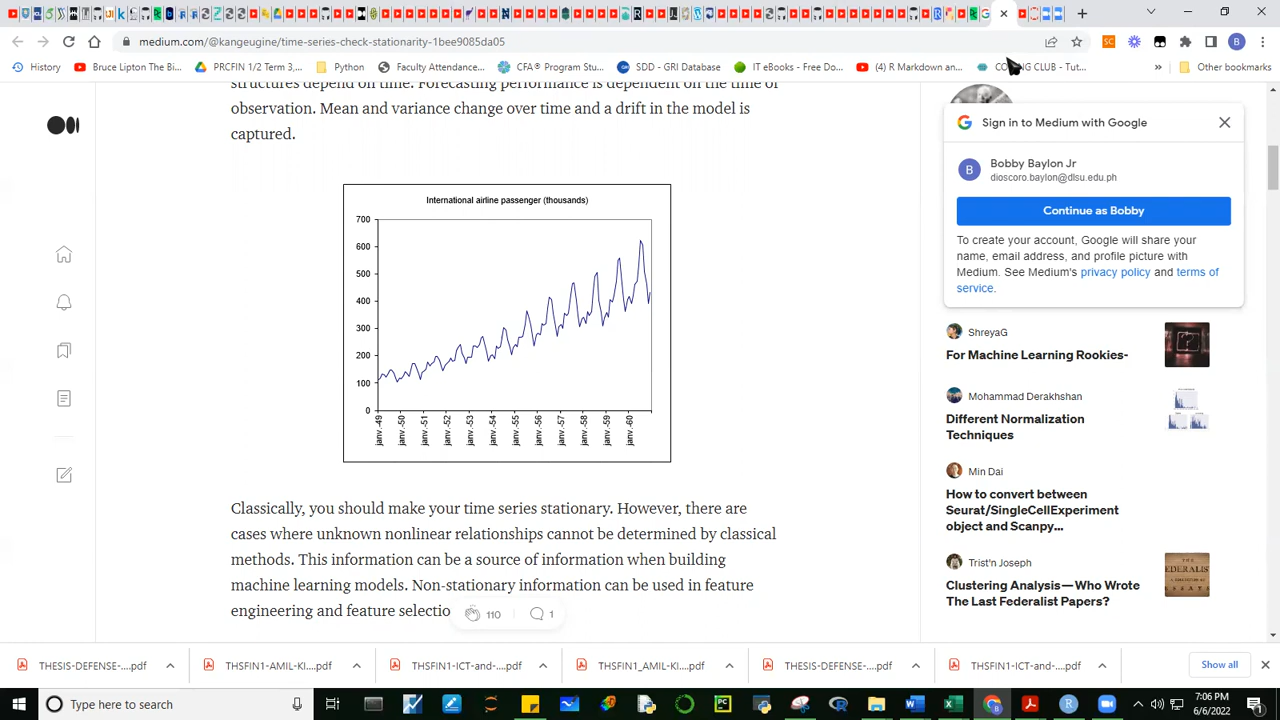 medium.com/@kangeugine/time-series-check-stationarity-1bee9085da05
B
History
Bruce Lipton The Bi...
PRCFIN 1/2 Term 3,...
Python
Faculty Attendance...
CFA® Program Stu...
SDD - GRI Database
IT eBooks - Free Do...
(4) R Markdown an...
CODING CLUB - Tut...
»
Other bookmarks
structures depend on time. Forecasting performance is dependent on the time of
observation. Mean and variance change over time and a drift in the model is
captured.
International airline passenger (thousands)
700
600
500
400
300
200
100
0
janv.-49
janv.-50
janv.-51
janv.-52
janv.-53
janv.-54
janv.-55
janv.-56
janv.-57
janv.-58
janv.-59
janv.-60
Classically, you should make your time series stationary. However, there are
cases where unknown nonlinear relationships cannot be determined by classical
methods. This information can be a source of information when building
machine learning models. Non-stationary information can be used in feature
engineering and feature selectio
110
1
Sign in to Medium with Google
B
Bobby Baylon Jr
dioscoro.baylon@dlsu.edu.ph
Continue as Bobby
To create your account, Google will share your
name, email address, and profile picture with
Medium. See Medium's privacy policy and terms of
service.
ShreyaG
For Machine Learning Rookies-
Mohammad Derakhshan
Different Normalization
Techniques
Min Dai
How to convert between
Seurat/SingleCellExperiment
object and Scanpy...
Trist'n Joseph
Clustering Analysis — Who Wrote
The Last Federalist Papers?
THESIS-DEFENSE-....pdf
THSFIN1-AMIL-KI....pdf
THSFIN1-ICT-and-....pdf
THSFIN1_AMIL-KI....pdf
THESIS-DEFENSE-....pdf
THSFIN1-ICT-and-....pdf
Show all
Type here to search
7:06 PM
6/6/2022